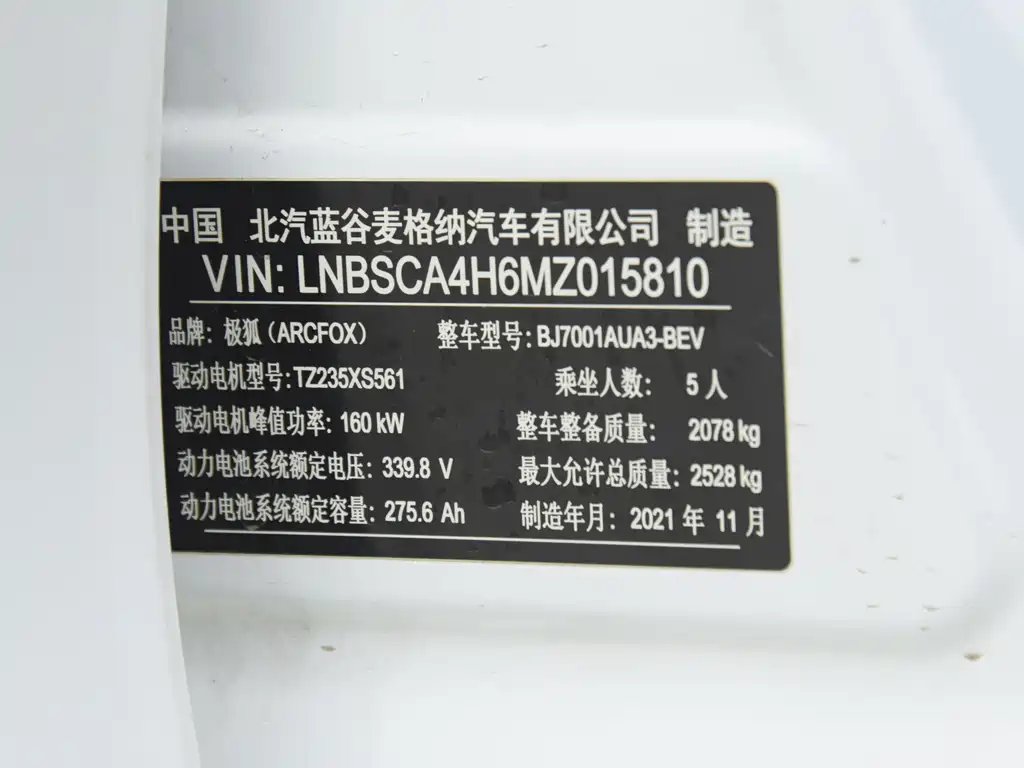 中国 北汽蓝谷麦格纳汽车有限公司 制造
VIN: LNBSCA4H6MZ015810
品牌: 极狐(ARCFOX) 整车型号: BJ7001AUA3-BEV
驱动电机型号: TZ235XS561 乘坐人数: 5 人
驱动电机峰值功率: 160 kW 整车整备质量: 2078 kg
动力电池系统额定电压: 339.8 V 最大允许总质量: 2528 kg
动力电池系统额定容量: 275.6 Ah 制造年月: 2021 年 11 月